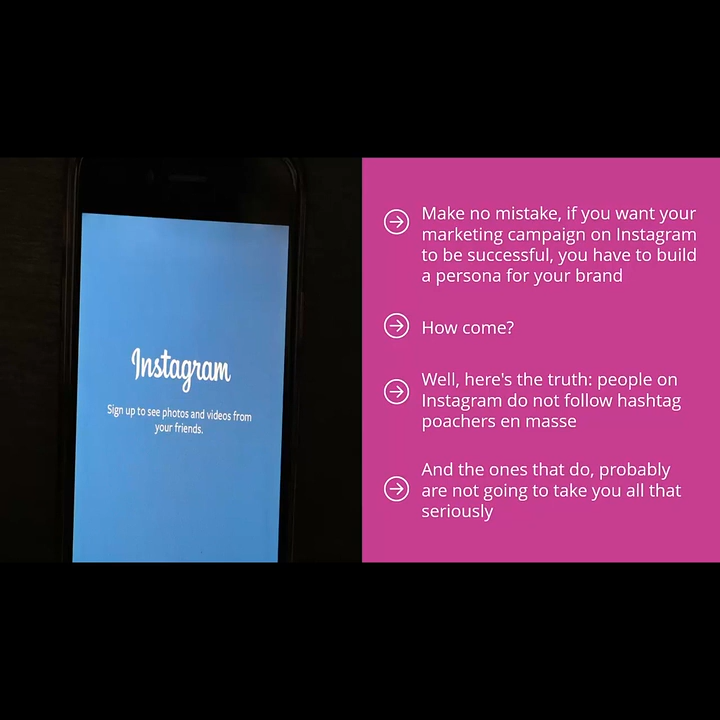 Instagram
Sign up to see photos and videos from
your friends.
Make no mistake, if you want your
marketing campaign on Instagram
to be successful, you have to build
a persona for your brand
How come?
Well, here's the truth: people on
Instagram do not follow hashtag
poachers en masse
And the ones that do, probably
are not going to take you all that
seriously